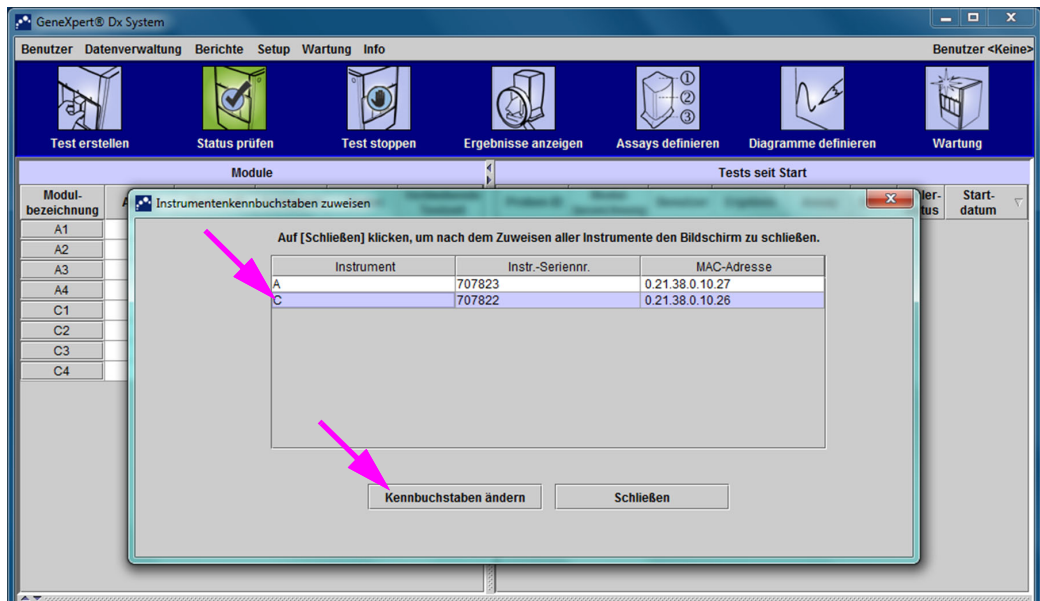 GeneXpert® Dx System
Benutzer Datenverwaltung Berichte Setup Wartung Info Benutzer <Keine>
Test erstellen Status prüfen Test stoppen Ergebnisse anzeigen Assays definieren Diagramme definieren Wartung
Module Tests seit Start
Modul-
bezeichnung
Start-
datum
Instrumentenkennbuchstaben zuweisen
A1
A2
A3
A4
C1
C2
C3
C4
Auf [Schließen] klicken, um nach dem Zuweisen aller Instrumente den Bildschirm zu schließen.
Instrument Instr.-Seriennr. MAC-Adresse
A 707823 0.21.38.0.10.27
C 707822 0.21.38.0.10.26
Kennbuchstaben ändern Schließen